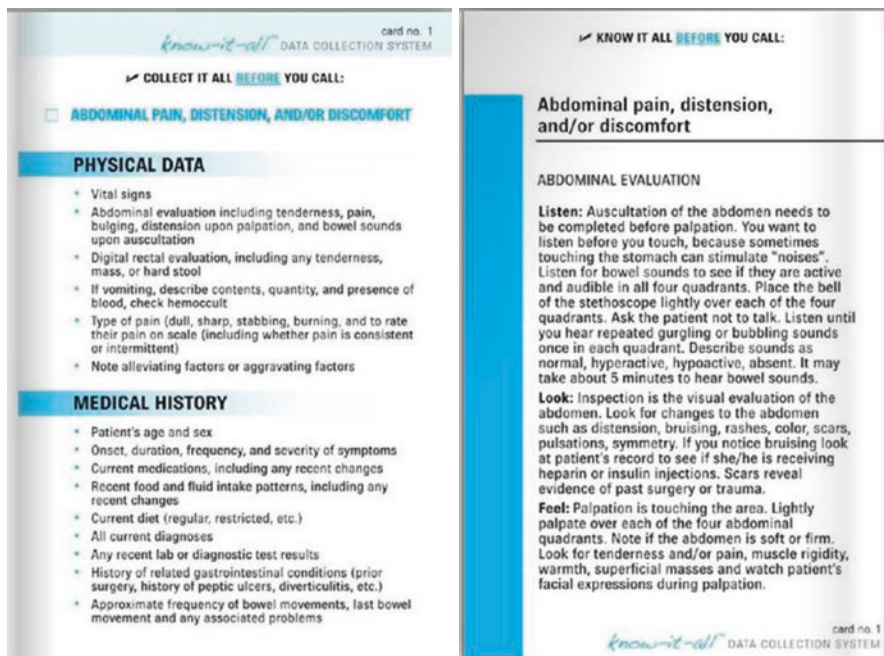 card no. 1
know-it-all™ DATA COLLECTION SYSTEM
✓ COLLECT IT ALL BEFORE YOU CALL:
☐ ABDOMINAL PAIN, DISTENSION, AND/OR DISCOMFORT
PHYSICAL DATA
• Vital signs
• Abdominal evaluation including tenderness, pain,
bulging, distension upon palpation, and bowel sounds
upon auscultation
• Digital rectal evaluation, including any tenderness,
mass, or hard stool
• If vomiting, describe contents, quantity, and presence of
blood, check hemoccult
• Type of pain (dull, sharp, stabbing, burning, and to rate
their pain on scale (including whether pain is consistent
or intermittent)
• Note alleviating factors or aggravating factors
MEDICAL HISTORY
• Patient's age and sex
• Onset, duration, frequency, and severity of symptoms
• Current medications, including any recent changes
• Recent food and fluid intake patterns, including any
recent changes
• Current diet (regular, restricted, etc.)
• All current diagnoses
• Any recent lab or diagnostic test results
• History of related gastrointestinal conditions (prior
surgery, history of peptic ulcers, diverticulitis, etc.)
• Approximate frequency of bowel movements, last bowel
movement and any associated problems
✓ KNOW IT ALL BEFORE YOU CALL:
Abdominal pain, distension,
and/or discomfort
ABDOMINAL EVALUATION
Listen: Auscultation of the abdomen needs to
be completed before palpation. You want to
listen before you touch, because sometimes
touching the stomach can stimulate "noises".
Listen for bowel sounds to see if they are active
and audible in all four quadrants. Place the bell
of the stethoscope lightly over each of the four
quadrants. Ask the patient not to talk. Listen until
you hear repeated gurgling or bubbling sounds
once in each quadrant. Describe sounds as
normal, hyperactive, hypoactive, absent. It may
take about 5 minutes to hear bowel sounds.
Look: Inspection is the visual evaluation of the
abdomen. Look for changes to the abdomen
such as distension, bruising, rashes, color, scars,
pulsations, symmetry. If you notice bruising look
at patient's record to see if she/he is receiving
heparin or insulin injections. Scars reveal
evidence of past surgery or trauma.
Feel: Palpation is touching the area. Lightly
palpate over each of the four abdominal
quadrants. Note if the abdomen is soft or firm.
Look for tenderness and/or pain, muscle rigidity,
warmth, superficial masses and watch patient's
facial expressions during palpation.
card no. 1
know-it-all™ DATA COLLECTION SYSTEM